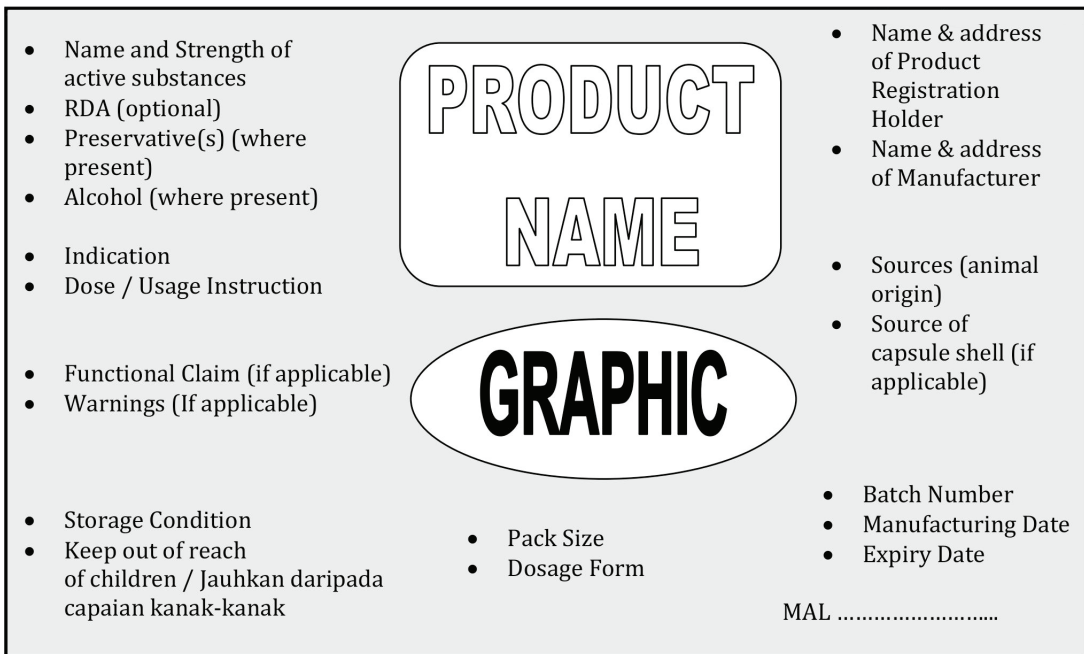 • Name and Strength of
active substances
• RDA (optional)
• Preservative(s) (where
present)
• Alcohol (where present)
• Indication
• Dose / Usage Instruction
• Functional Claim (if applicable)
• Warnings (If applicable)
• Storage Condition
• Keep out of reach
of children / Jauhkan daripada
capaian kanak-kanak
PRODUCT
NAME
GRAPHIC
• Pack Size
• Dosage Form
• Name & address
of Product
Registration
Holder
• Name & address
of Manufacturer
• Sources (animal
origin)
• Source of
capsule shell (if
applicable)
• Batch Number
• Manufacturing Date
• Expiry Date
MAL ………………………...